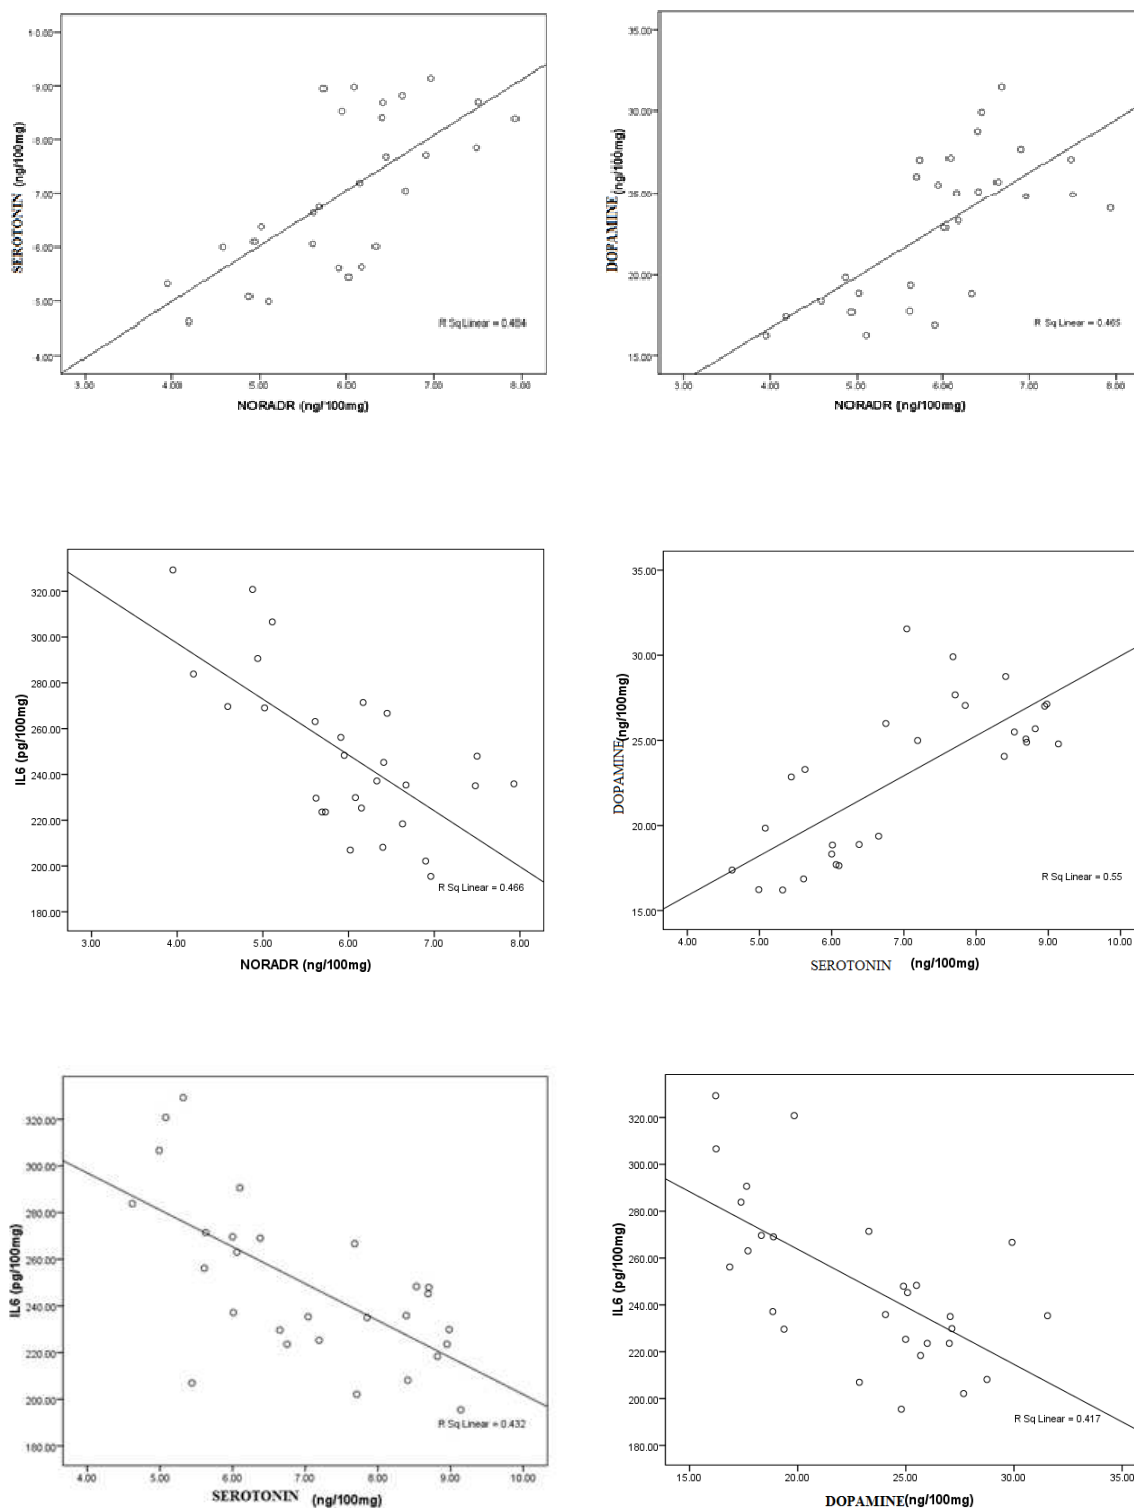 10.00
9.00
8.00
7.00
6.00
5.00
4.00
SEROTONIN (ng/100mg)
R Sq Linear = 0.484
3.00 4.00 5.00 6.00 7.00 8.00
NORADR (ng/100mg)
35.00
30.00
25.00
20.00
15.00
DOPAMINE (ng/100mg)
R Sq Linear = 0.465
3.00 4.00 5.00 6.00 7.00 8.00
NORADR (ng/100mg)
320.00
300.00
280.00
260.00
240.00
220.00
200.00
180.00
IL6 (pg/100mg)
R Sq Linear = 0.466
3.00 4.00 5.00 6.00 7.00 8.00
NORADR (ng/100mg)
35.00
30.00
25.00
20.00
15.00
DOPAMINE (ng/100mg)
R Sq Linear = 0.55
4.00 5.00 6.00 7.00 8.00 9.00 10.00
SEROTONIN (ng/100mg)
320.00
300.00
280.00
260.00
240.00
220.00
200.00
180.00
IL6 (pg/100mg)
R Sq Linear = 0.432
4.00 5.00 6.00 7.00 8.00 9.00 10.00
SEROTONIN (ng/100mg)
320.00
300.00
280.00
260.00
240.00
220.00
200.00
180.00
IL6 (pg/100mg)
R Sq Linear = 0.417
15.00 20.00 25.00 30.00 35.00
DOPAMINE(ng/100mg)